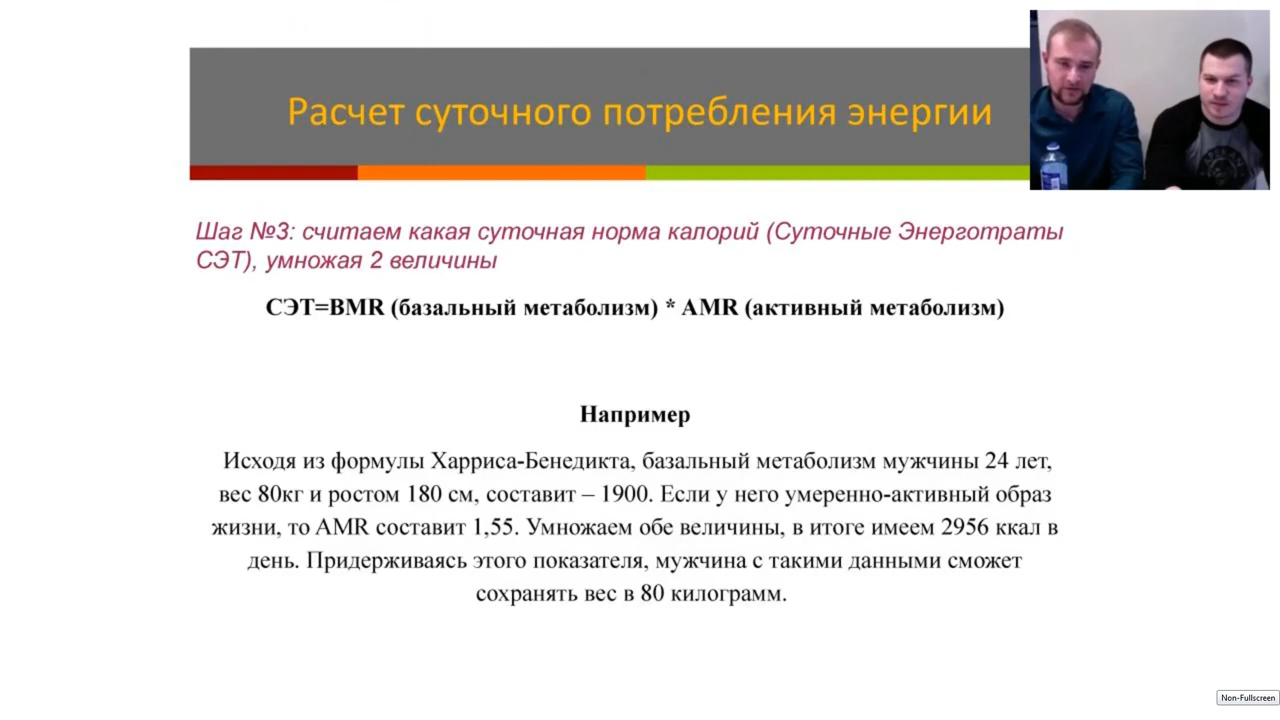 Расчет суточного потребления энергии
Шаг №3: считаем какая суточная норма калорий (Суточные Энерготраты
СЭТ), умножая 2 величины
СЭТ=BMR (базальный метаболизм) * AMR (активный метаболизм)
Например
Исходя из формулы Харриса-Бенедикта, базальный метаболизм мужчины 24 лет,
вес 80кг и ростом 180 см, составит – 1900. Если у него умеренно-активный образ
жизни, то AMR составит 1,55. Умножаем обе величины, в итоге имеем 2956 ккал в
день. Придерживаясь этого показателя, мужчина с такими данными сможет
сохранять вес в 80 килограмм.
Non-Fullscreen